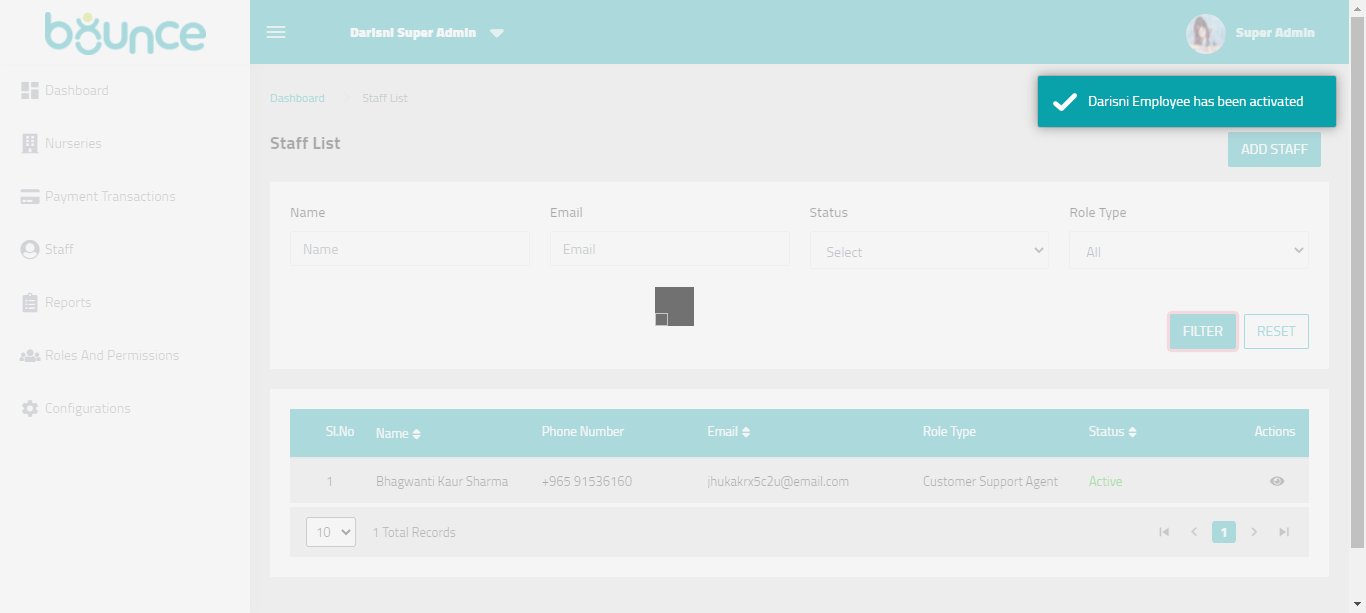 bounce
Darisni Super Admin
Super Admin
Dashboard
Nurseries
Payment Transactions
Staff
Reports
Roles And Permissions
Configurations
Dashboard > Staff List
Darisni Employee has been activated
Staff List
ADD STAFF
Name Email Status Role Type
Name Email Select All
FILTER RESET
Sl.No Name Phone Number Email Role Type Status Actions
1 Bhagwanti Kaur Sharma +965 91536160 jhukakrx5c2u@email.com Customer Support Agent Active
10 1 Total Records 1